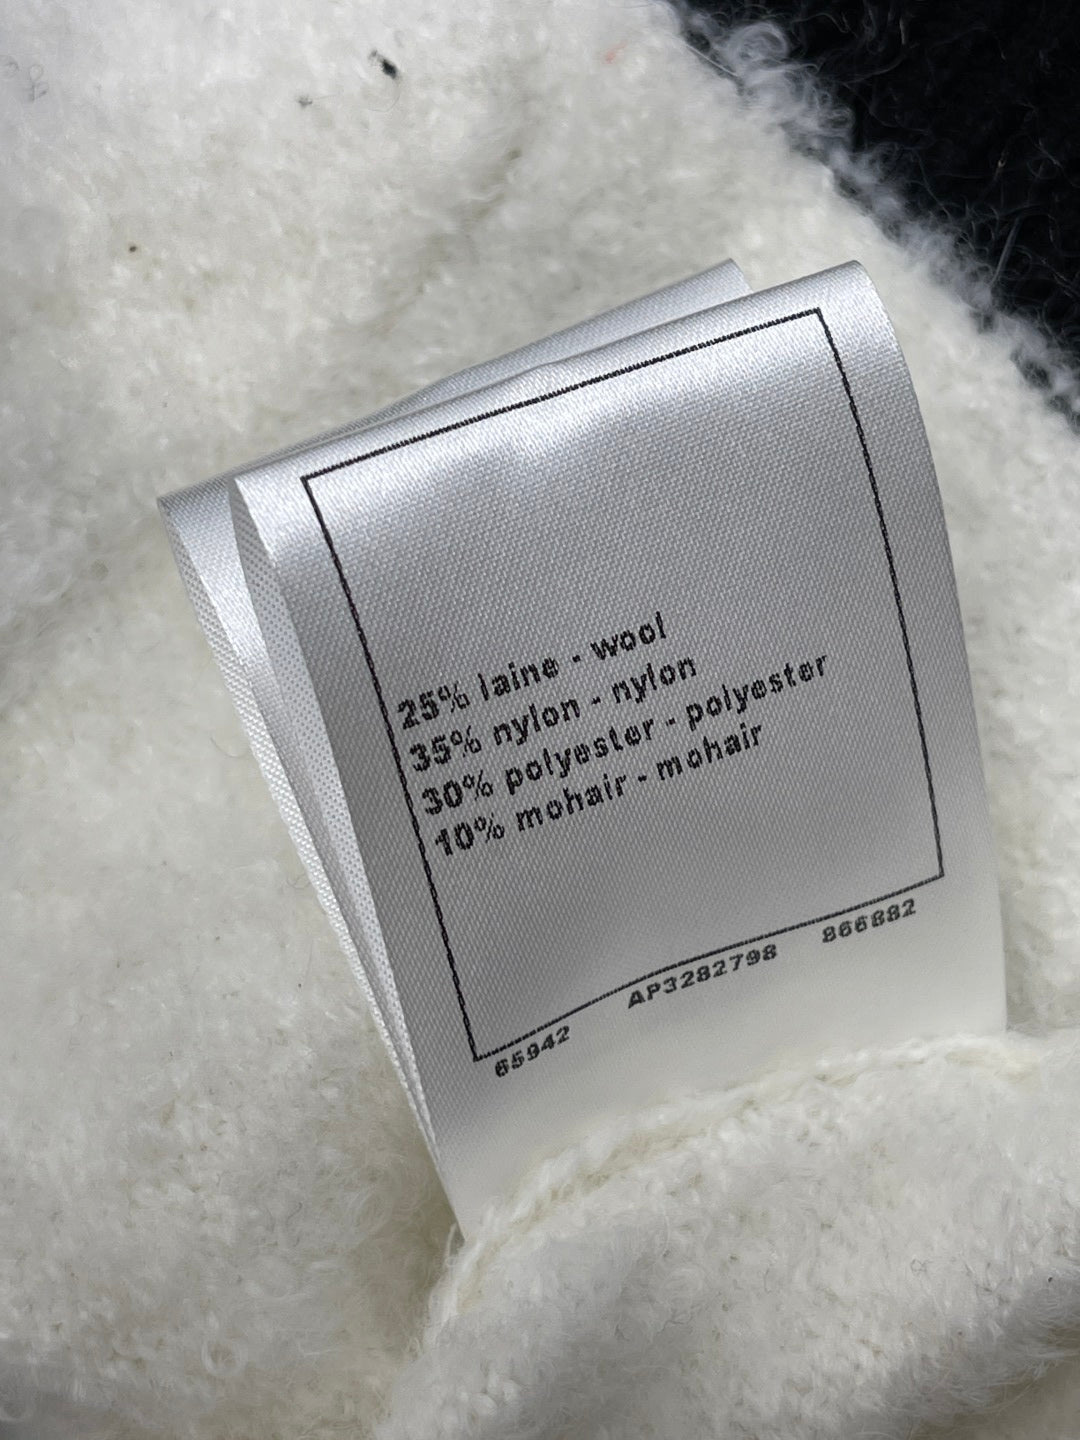 25% laine - wool
35% nylon - nylon
30% polyester - polyester
10% mohair - mohair
65942 AP3282798 866882